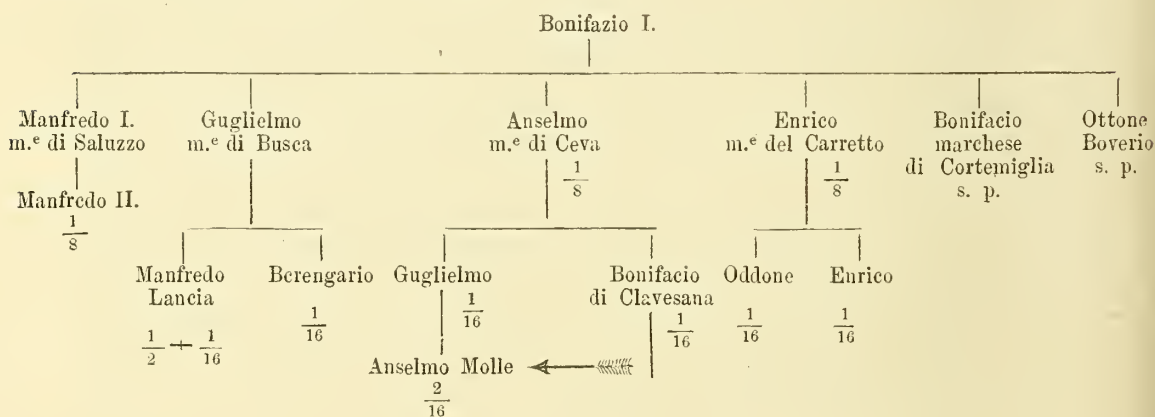 Bonifazio I.
Manfredo I.
m.e di Saluzzo
Manfredo II.
1/8
Guglielmo
m.e di Busca
Manfredo
Lancia
1/2 + 1/16
Berengario
1/16
Anselmo
m.e di Ceva
1/8
Guglielmo
1/16
Anselmo Molle
2/16
Bonifacio
di Clavesana
1/16
Enrico
m.e del Carretto
1/8
Oddone
1/16
Enrico
1/16
Bonifacio
marchese
di Cortemiglia
s. p.
Ottone
Boverio
s. p.